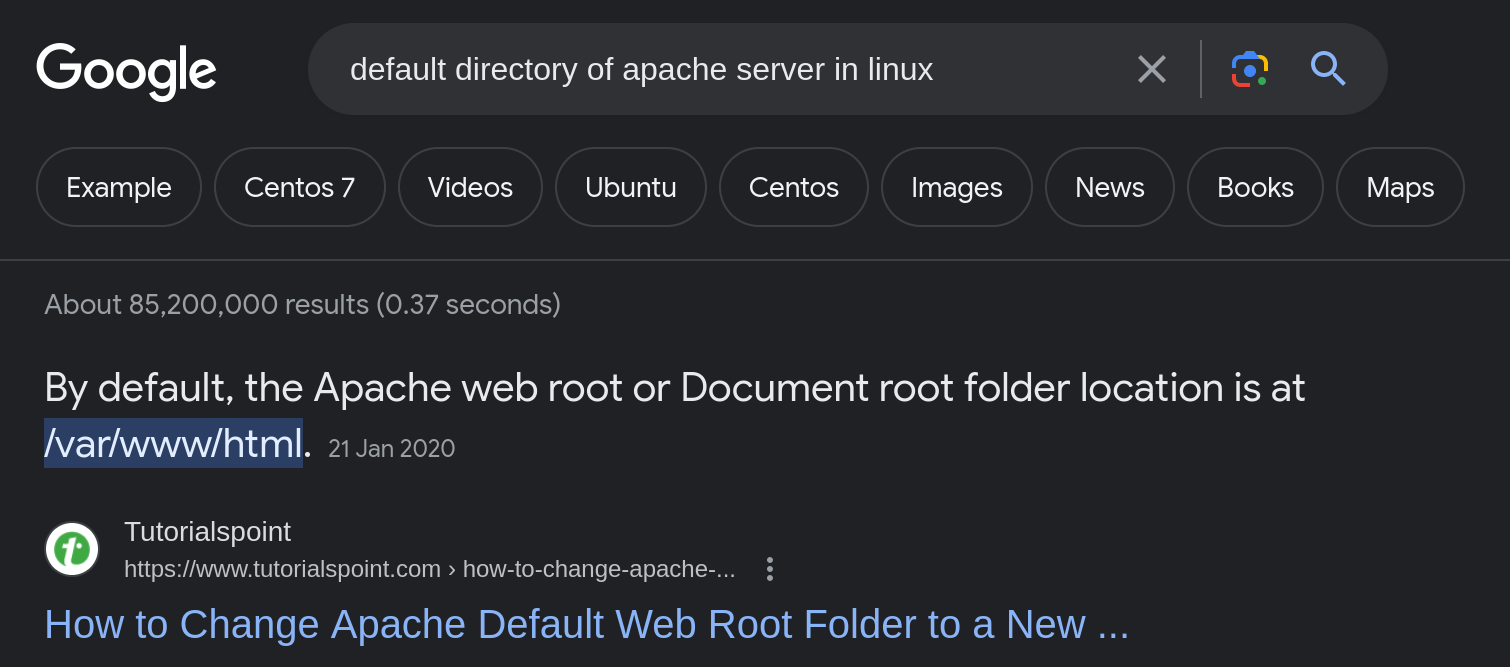 Google
default directory of apache server in linux
Example Centos 7 Videos Ubuntu Centos Images News Books Maps
About 85,200,000 results (0.37 seconds)
By default, the Apache web root or Document root folder location is at
/var/www/html. 21 Jan 2020
Tutorialspoint
https://www.tutorialspoint.com › how-to-change-apache-...
How to Change Apache Default Web Root Folder to a New ...